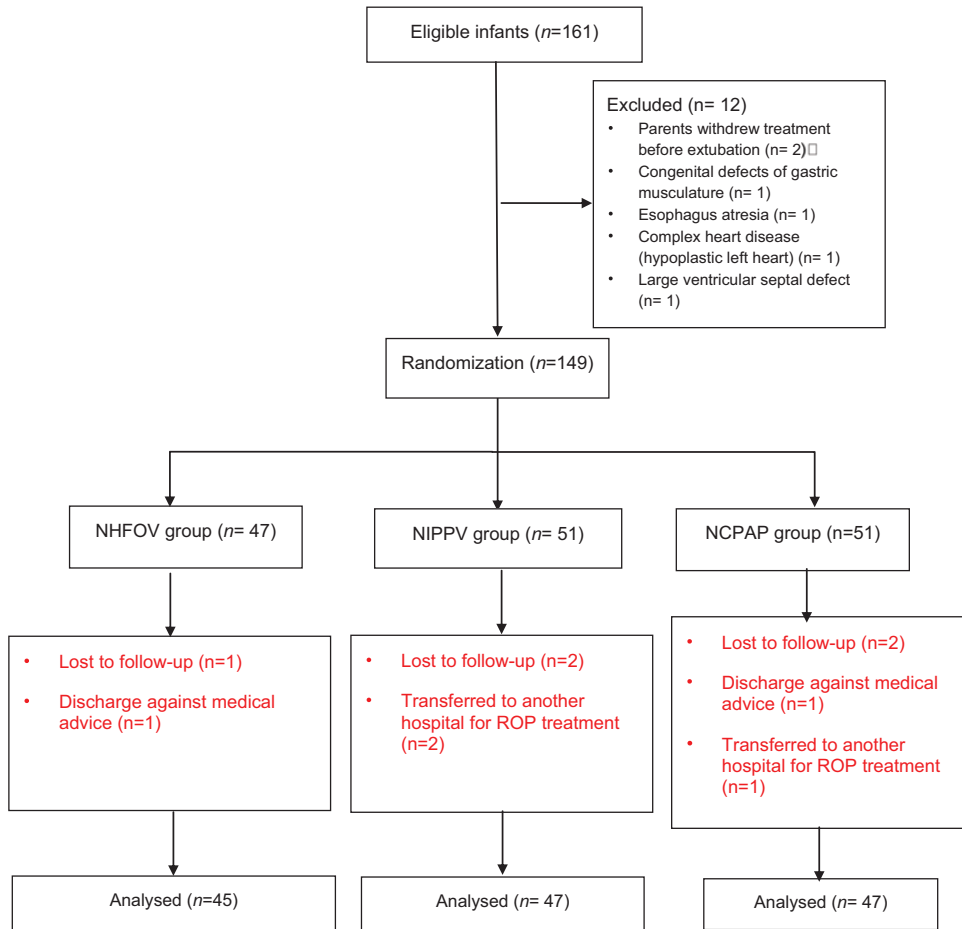 Eligible infants (n=161)
Excluded (n= 12)
• Parents withdrew treatment
before extubation (n= 2)□
• Congenital defects of gastric
musculature (n= 1)
• Esophagus atresia (n= 1)
• Complex heart disease
(hypoplastic left heart) (n= 1)
• Large ventricular septal defect
(n= 1)
Randomization (n=149)
NHFOV group (n= 47)
NIPPV group (n= 51)
NCPAP group (n=51)
• Lost to follow-up (n=1)
• Discharge against medical
advice (n=1)
• Lost to follow-up (n=2)
• Transferred to another
hospital for ROP treatment
(n=2)
• Lost to follow-up (n=2)
• Discharge against medical
advice (n=1)
• Transferred to another
hospital for ROP treatment
(n=1)
Analysed (n=45)
Analysed (n= 47)
Analysed (n= 47)